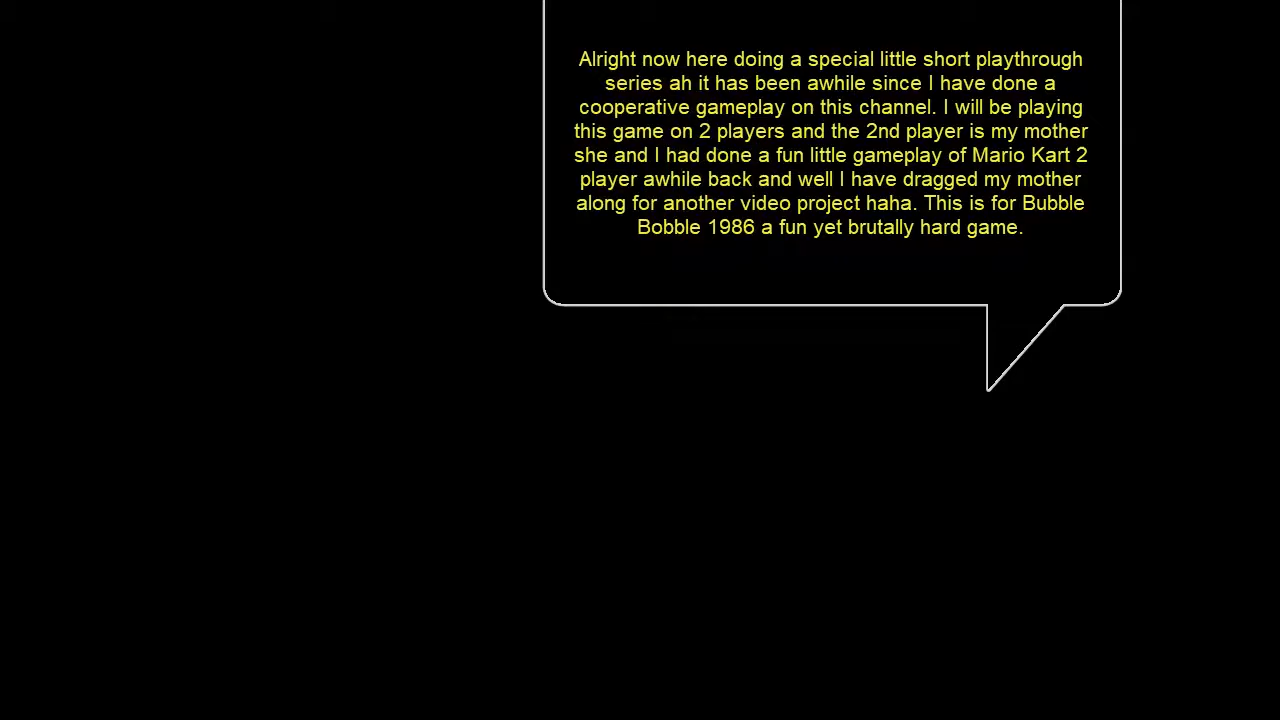 Alright now here doing a special little short playthrough
series ah it has been awhile since I have done a
cooperative gameplay on this channel. I will be playing
this game on 2 players and the 2nd player is my mother
she and I had done a fun little gameplay of Mario Kart 2
player awhile back and well I have dragged my mother
along for another video project haha. This is for Bubble
Bobble 1986 a fun yet brutally hard game.